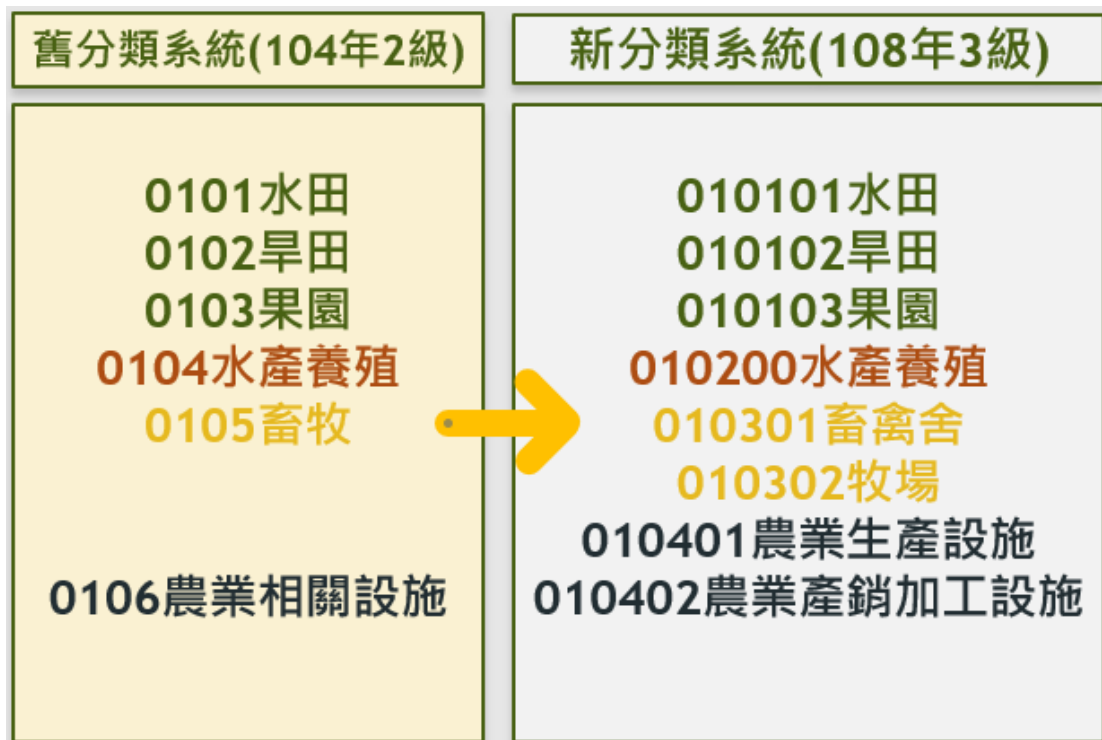 舊分類系統(104年2級)
0101水田
0102旱田
0103果園
0104水產養殖
0105畜牧
0106農業相關設施
新分類系統(108年3級)
010101水田
010102旱田
010103果園
010200水產養殖
010301畜禽舍
010302牧場
010401農業生產設施
010402農業產銷加工設施